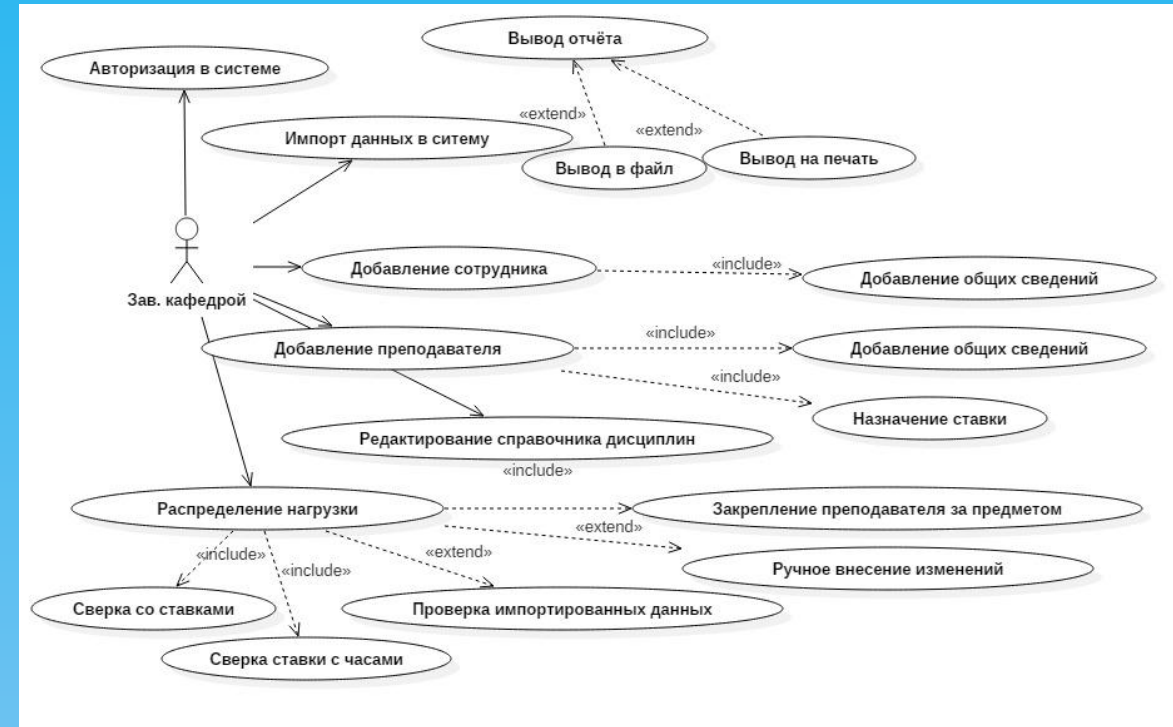 Вывод отчёта
Авторизация в системе
«extend»
«extend»
Импорт данных в ситему
Вывод в файл
Вывод на печать
Зав. кафедрой
Добавление сотрудника
«include»
Добавление общих сведений
Добавление преподавателя
«include»
Добавление общих сведений
«include»
Назначение ставки
Редактирование справочника дисциплин
«include»
Распределение нагрузки
Закрепление преподавателя за предметом
«extend»
Ручное внесение изменений
«include»
«include»
«extend»
Сверка со ставками
Проверка импортированных данных
Сверка ставки с часами